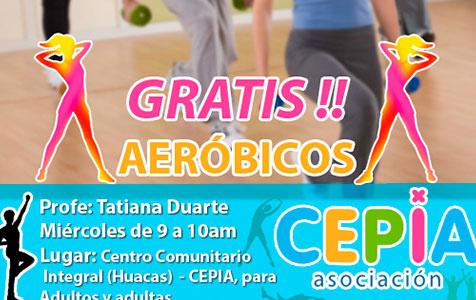 GRATIS !!
AERÓBICOS
Profe: Tatiana Duarte
Miércoles de 9 a 10am
Lugar: Centro Comunitario
Integral (Huacas) - CEPIA, para
Adultos y adultas
CEPIA
asociación